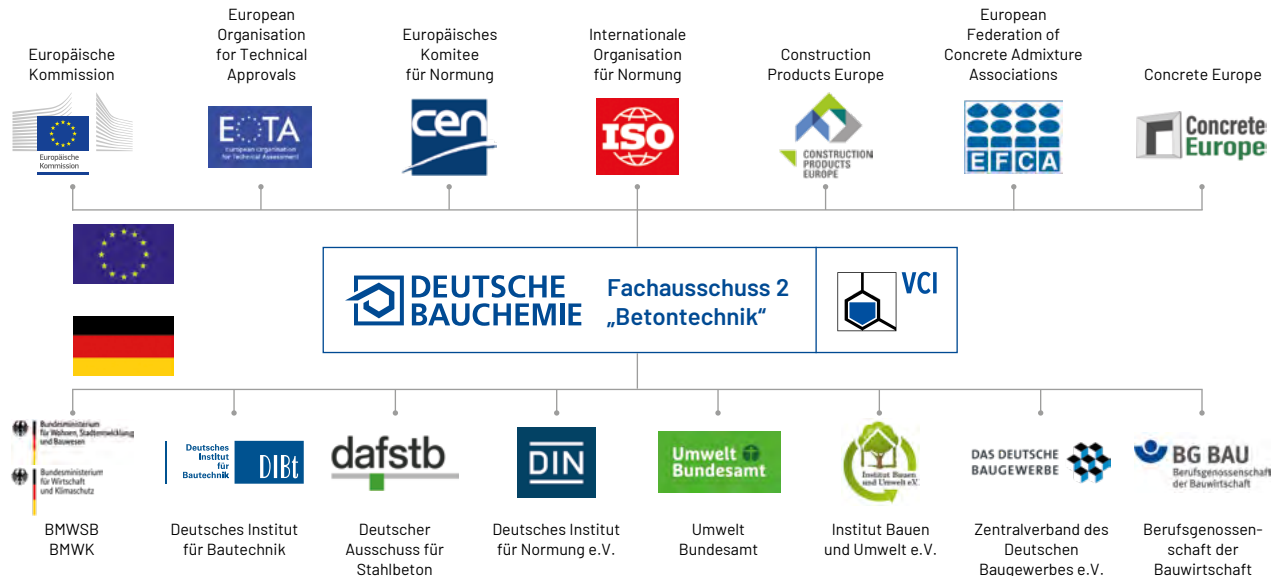 Europäische
Kommission
European
Organisation
for Technical
Approvals
Europäisches
Komitee
für Normung
Internationale
Organisation
für Normung
Construction
Products Europe
European
Federation of
Concrete Admixture
Associations
Concrete Europe
Europäische
Kommission
EOTA
European Organisation
for Technical Assessment
cen
ISO
CONSTRUCTION
PRODUCTS
EUROPE
EFCA
Concrete
Europe
DEUTSCHE
BAUCHEMIE
Fachausschuss 2
„Betontechnik“
VCI
Bundesministerium
für Wohnen, Stadtentwicklung
und Bauwesen
Bundesministerium
für Wirtschaft
und Klimaschutz
Deutsches
Institut
für
Bautechnik
DIBt
dafstb
DIN
Umwelt
Bundesamt
Institut Bauen
und Umwelt e.V.
DAS DEUTSCHE
BAUGEWERBE
BG BAU
Berufsgenossenschaft
der Bauwirtschaft
BMWSB
BMWK
Deutsches Institut
für Bautechnik
Deutscher
Ausschuss für
Stahlbeton
Deutsches Institut
für Normung e.V.
Umwelt
Bundesamt
Institut Bauen
und Umwelt e.V.
Zentralverband des
Deutschen
Baugewerbes e.V.
Berufsgenossen-
schaft der
Bauwirtschaft